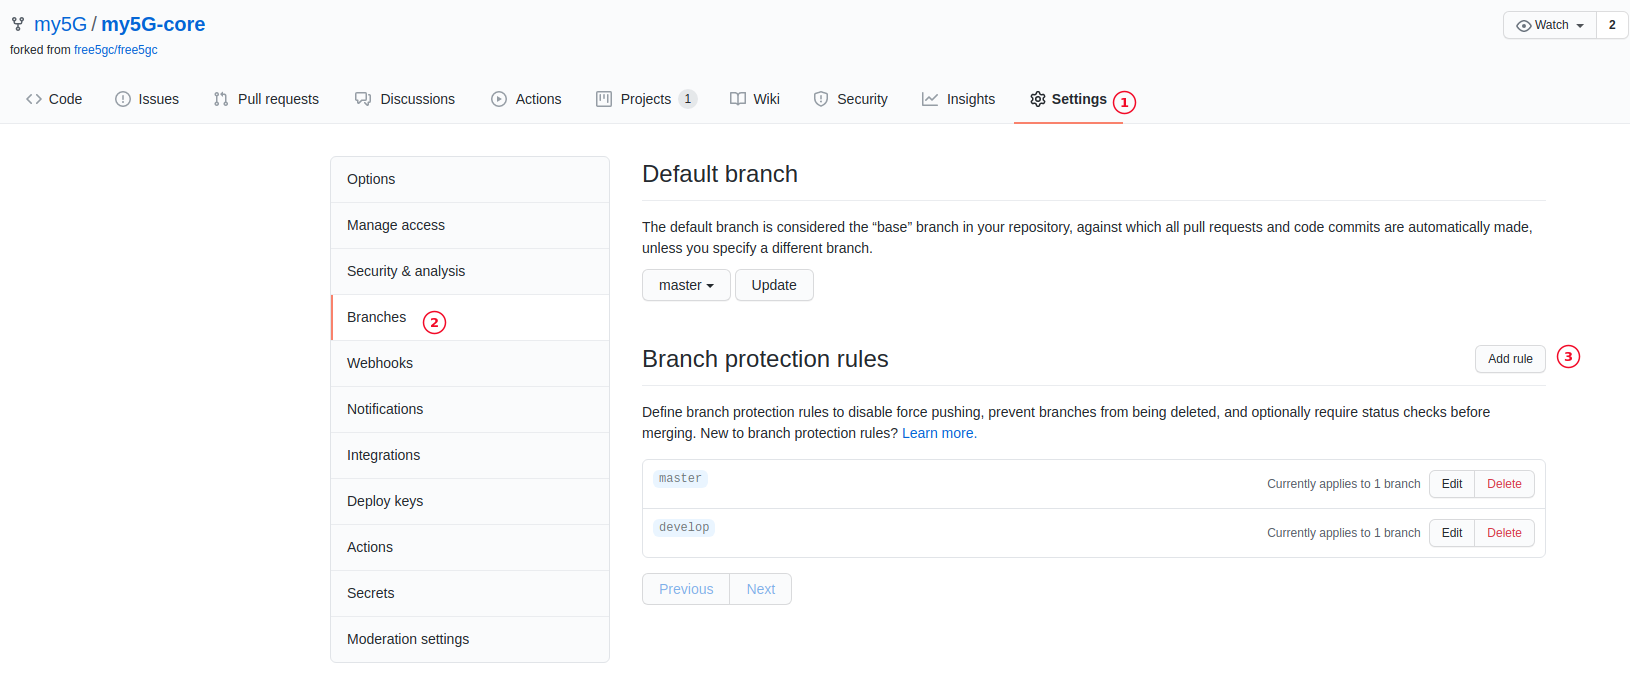 my5G / my5G-core
Watch 2
forked from free5gc/free5gc
Code Issues Pull requests Discussions Actions Projects 1 Wiki Security Insights Settings 1
Options
Manage access
Security & analysis
Branches 2
Webhooks
Notifications
Integrations
Deploy keys
Actions
Secrets
Moderation settings
Default branch
The default branch is considered the “base” branch in your repository, against which all pull requests and code commits are automatically made,
unless you specify a different branch.
master Update
Branch protection rules
Add rule 3
Define branch protection rules to disable force pushing, prevent branches from being deleted, and optionally require status checks before
merging. New to branch protection rules? Learn more.
master Currently applies to 1 branch Edit Delete
develop Currently applies to 1 branch Edit Delete
Previous Next